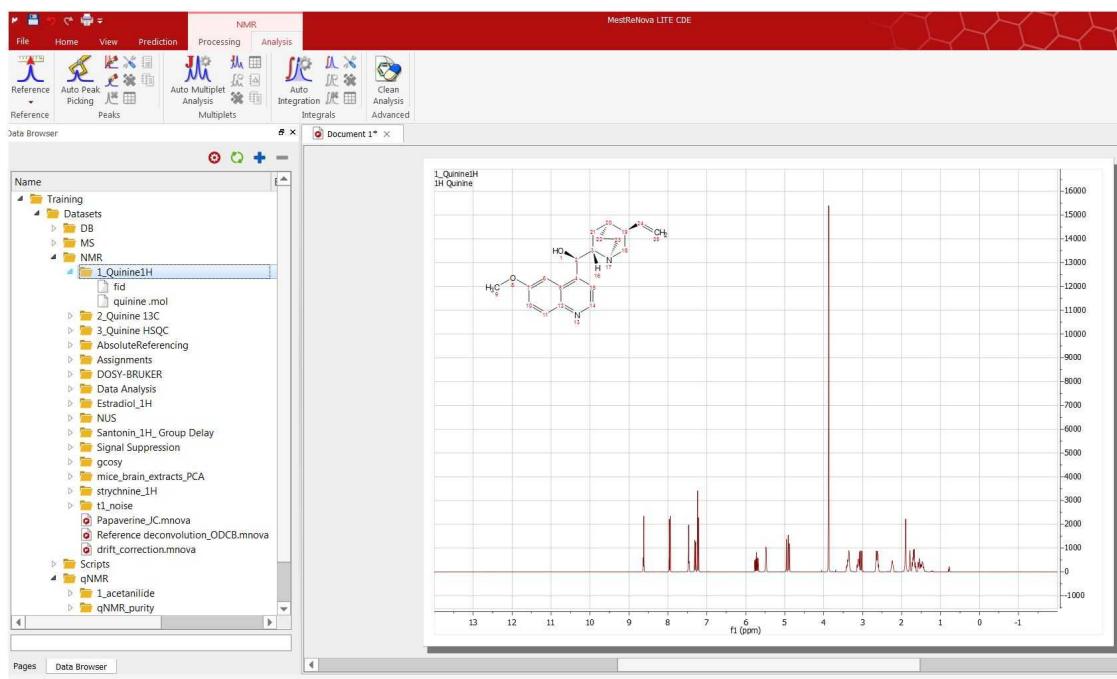 NMR
MestReNova LITE CDE
File Home View Prediction Processing Analysis
Reference
Auto Peak Picking
Auto Multiplet Analysis
Auto Integration
Clean Analysis
Reference Peaks Multiplets Integrals Advanced
Data Browser
Document 1*
Name
Training
Datasets
DB
MS
NMR
1_Quinine1H
fid
quinine .mol
2_Quinine 13C
3_Quinine HSQC
AbsoluteReferencing
Assignments
DOSY-BRUKER
Data Analysis
Estradiol_1H
NUS
Santonin_1H_ Group Delay
Signal Suppression
gcosy
mice_brain_extracts_PCA
strychnine_1H
t1_noise
Papaverine_JC.mnova
Reference deconvolution_ODCB.mnova
drift_correction.mnova
Scripts
qNMR
1_acetanilide
qNMR_purity
Pages Data Browser
1_Quinine1H
1H Quinine
CH₂
HO
N
H
O
H₃C
N
16000
15000
14000
13000
12000
11000
10000
9000
8000
7000
6000
5000
4000
3000
2000
1000
0
-1000
13 12 11 10 9 8 7 6 5 4 3 2 1 0 -1
f1 (ppm)